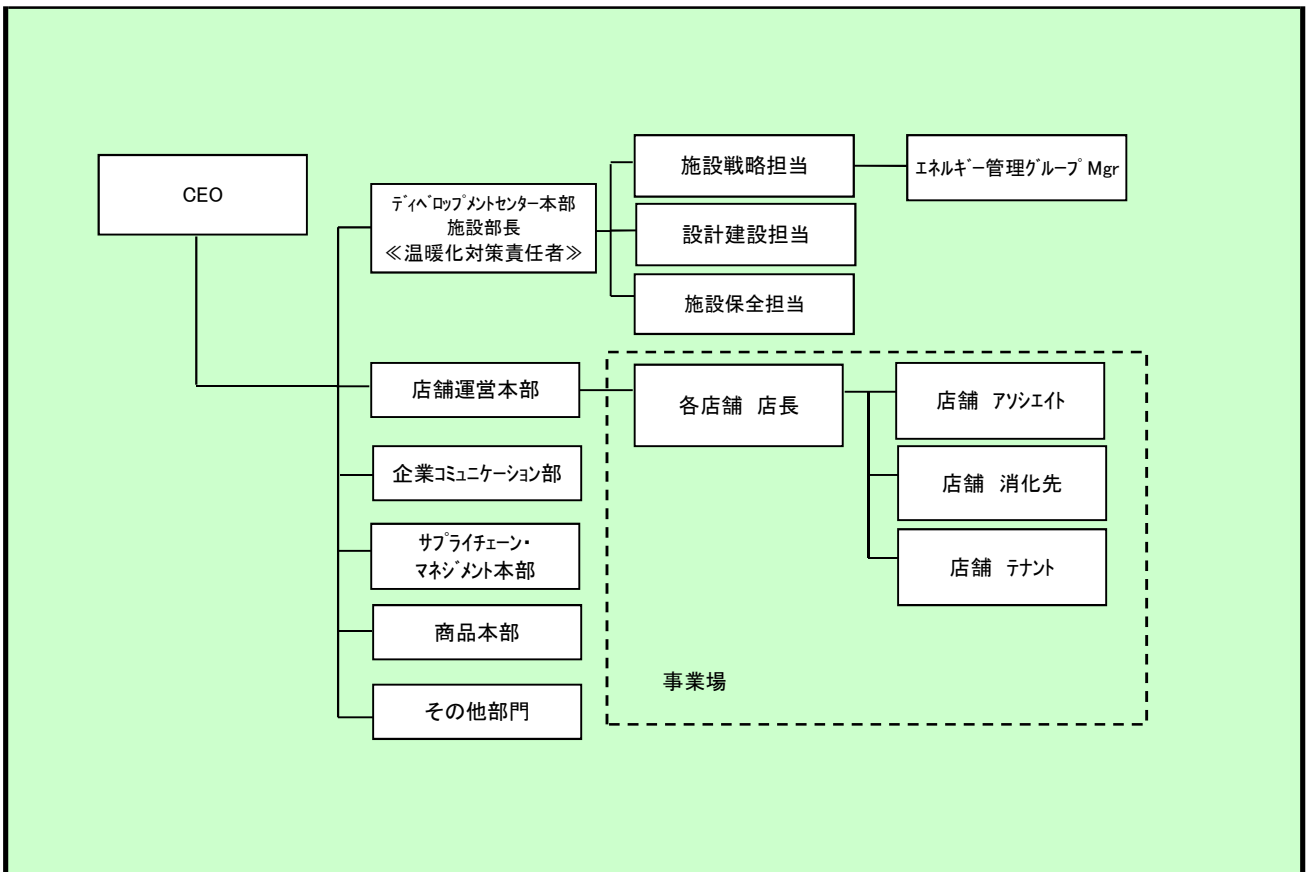 CEO
ﾃﾞｨﾍﾞﾛｯﾌﾟﾒﾝﾄｾﾝﾀｰ本部
施設部長
≪温暖化対策責任者≫
施設戦略担当
エネルギー管理ｸﾞﾙｰﾌﾟ Mgr
設計建設担当
施設保全担当
店舗運営本部
各店舗 店長
店舗 ｱｿｼｴｲﾄ
店舗 消化先
店舗 ﾃﾅﾝﾄ
企業ｺﾐｭﾆｹｰｼｮﾝ部
ｻﾌﾟﾗｲﾁｪｰﾝ・
ﾏﾈｼﾞﾒﾝﾄ本部
商品本部
その他部門
事業場